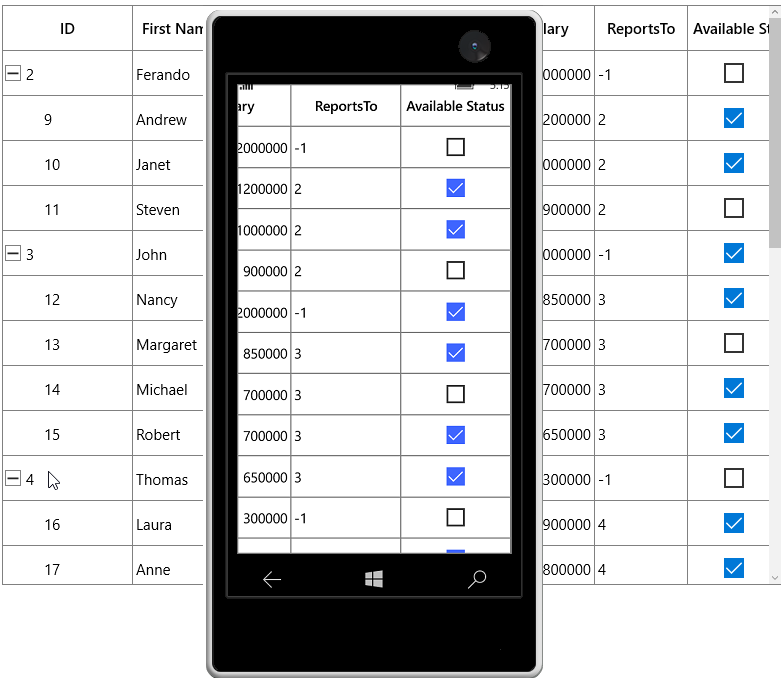 ID First Nam lary ReportsTo Available St
2 Ferando 000000 -1
9 Andrew 200000 2
10 Janet 000000 2
11 Steven 900000 2
3 John 000000 -1
12 Nancy 850000 3
13 Margaret 700000 3
14 Michael 700000 3
15 Robert 650000 3
4 Thomas 300000 -1
16 Laura 900000 4
17 Anne 800000 4
ary ReportsTo Available Status
2000000 -1
1200000 2
1000000 2
900000 2
2000000 -1
850000 3
700000 3
700000 3
650000 3
300000 -1